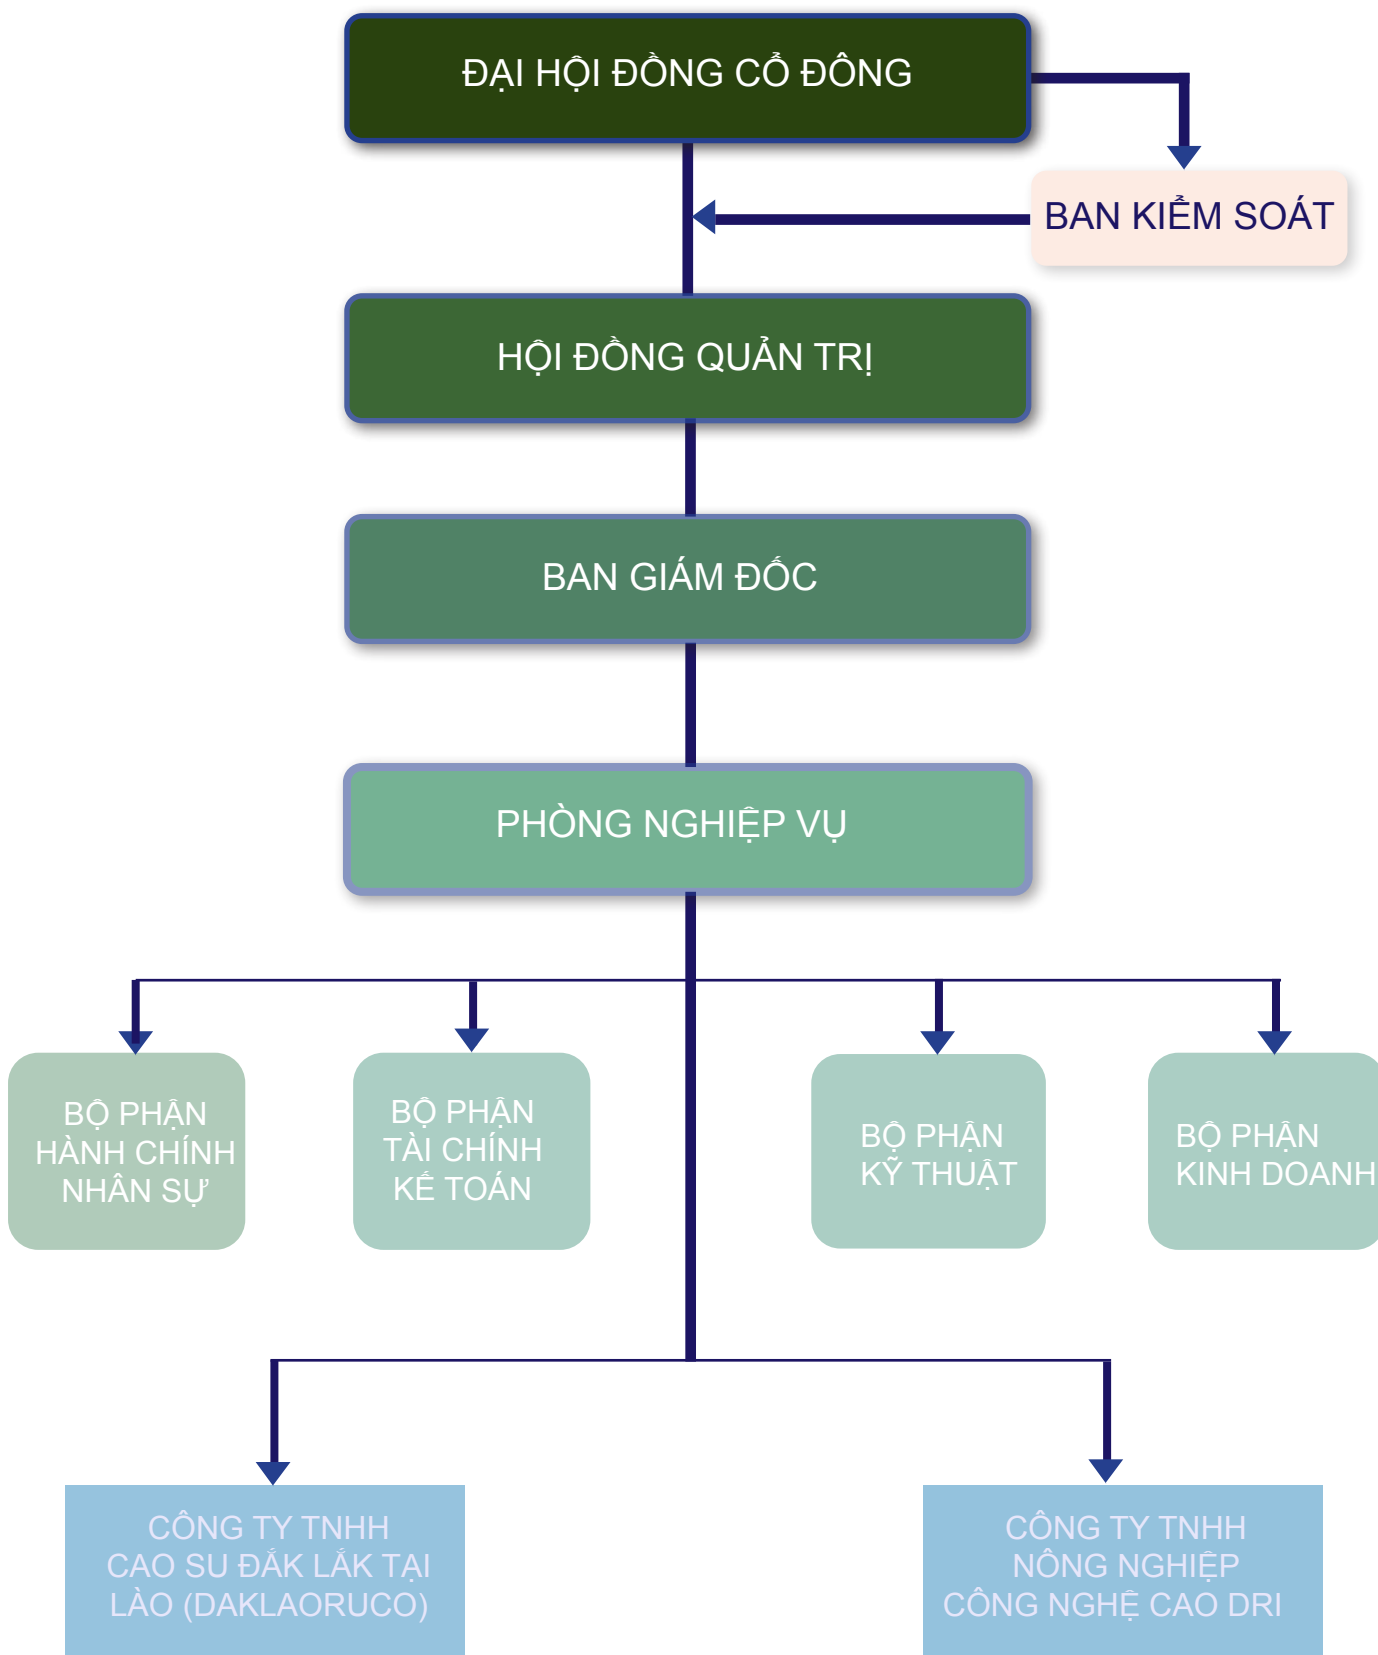 ĐẠI HỘI ĐỒNG CỔ ĐÔNG
BAN KIỂM SOÁT
HỘI ĐỒNG QUẢN TRỊ
BAN GIÁM ĐỐC
PHÒNG NGHIỆP VỤ
BỘ PHẬN
HÀNH CHÍNH
NHÂN SỰ
BỘ PHẬN
TÀI CHÍNH
KẾ TOÁN
BỘ PHẬN
KỸ THUẬT
BỘ PHẬN
KINH DOANH
CÔNG TY TNHH
CAO SU ĐẮK LẮK TẠI
LÀO (DAKLAORUCO)
CÔNG TY TNHH
NÔNG NGHIỆP
CÔNG NGHỆ CAO DRI